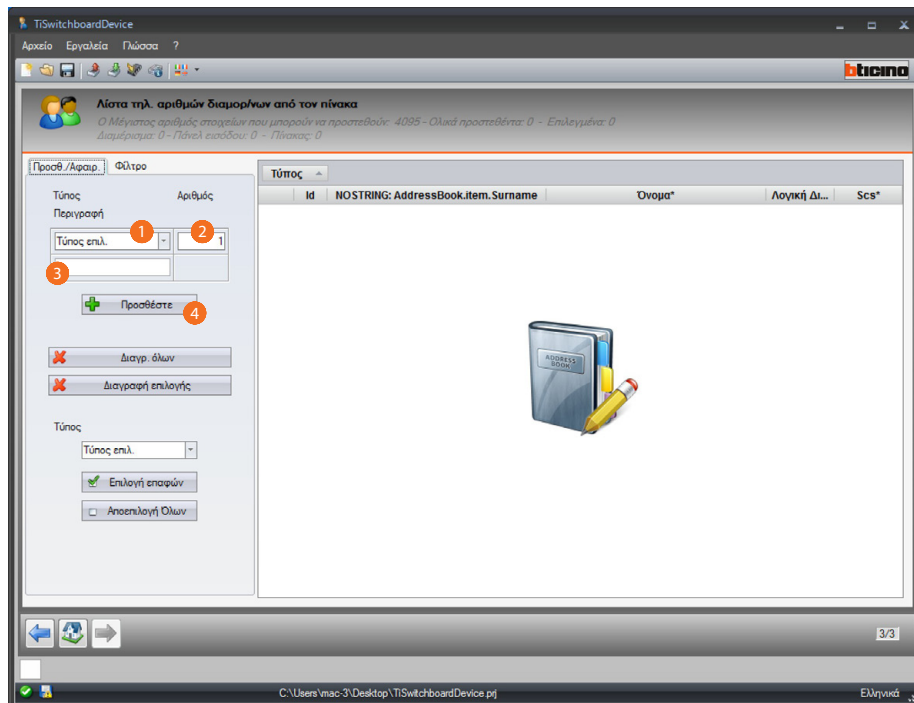 TiSwitchboardDevice
Αρχείο Εργαλεία Γλώσσα ?
bticino
Λίστα τηλ. αριθμών διαμορ/νων από τον πίνακα
Ο Μέγιστος αριθμός στοιχείων που μπορούν να προστεθούν: 4095 - Ολικά προστεθέντα: 0 - Επιλεγμένα: 0
Διαμέρισμα: 0 - Πάνελ εισόδου: 0 - Πίνακας: 0
Προσθ./Αφαιρ. Φίλτρο
Τύπος
Τύπος Αριθμός
Περιγραφή
Id NOSTRING: AddressBook.item.Surname Όνομα* Λογική Δι... Scs*
1 2
Τύπος επιλ. 1
3
Προσθέστε
4
ADDRESS
BOOK
Διαγρ. όλων
Διαγραφή επιλογής
Τύπος
Τύπος επιλ.
Επιλογή επαφών
Αποεπιλογή Όλων
3/3
C:\Users\mac-3\Desktop\TiSwitchboardDevice.prj Ελληνικά